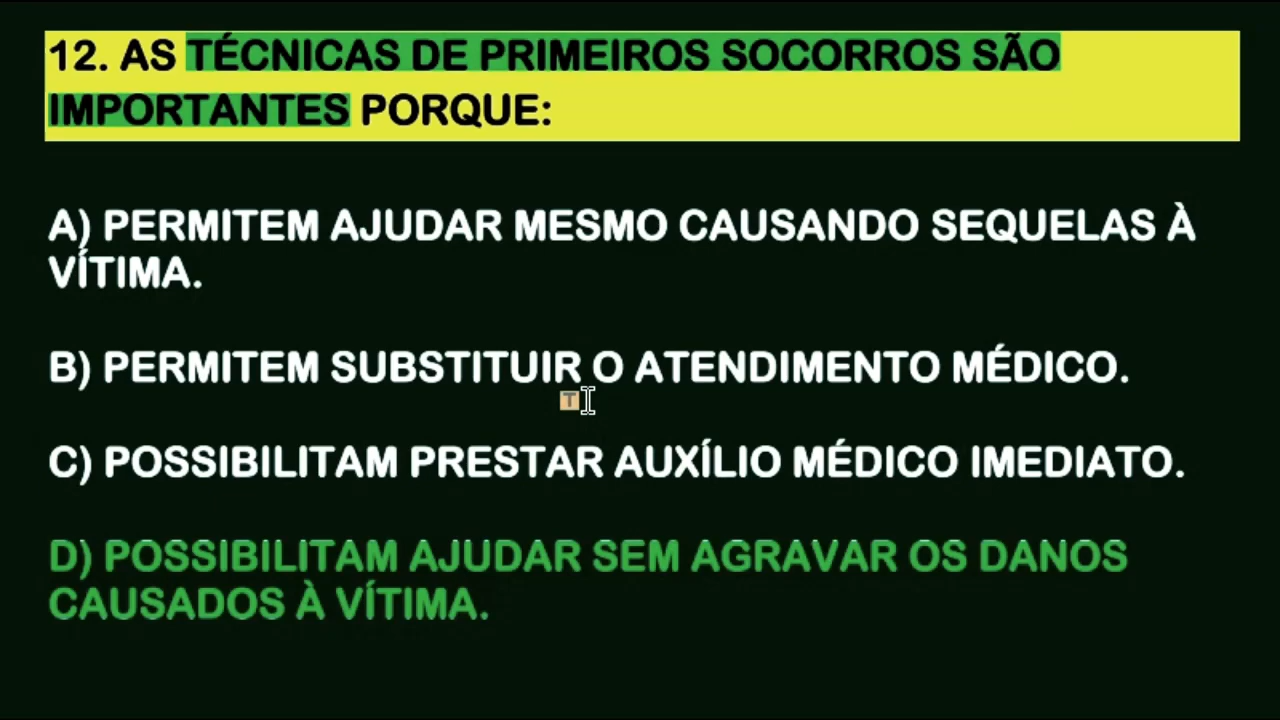 12. AS TÉCNICAS DE PRIMEIROS SOCORROS SÃO
IMPORTANTES PORQUE:
A) PERMITEM AJUDAR MESMO CAUSANDO SEQUELAS À
VÍTIMA.
B) PERMITEM SUBSTITUIR O ATENDIMENTO MÉDICO.
T
C) POSSIBILITAM PRESTAR AUXÍLIO MÉDICO IMEDIATO.
D) POSSIBILITAM AJUDAR SEM AGRAVAR OS DANOS
CAUSADOS À VÍTIMA.